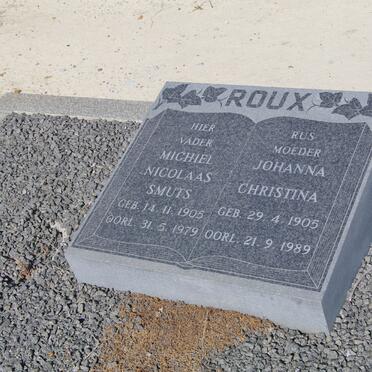 ROUX
HIER
VADER
MICHIEL
NICOLAAS
SMUTS
GEB. 14. 11. 1905
OORL. 31. 5. 1979
RUS
MOEDER
JOHANNA
CHRISTINA
GEB. 29. 4. 1905
OORL. 21. 9. 1989